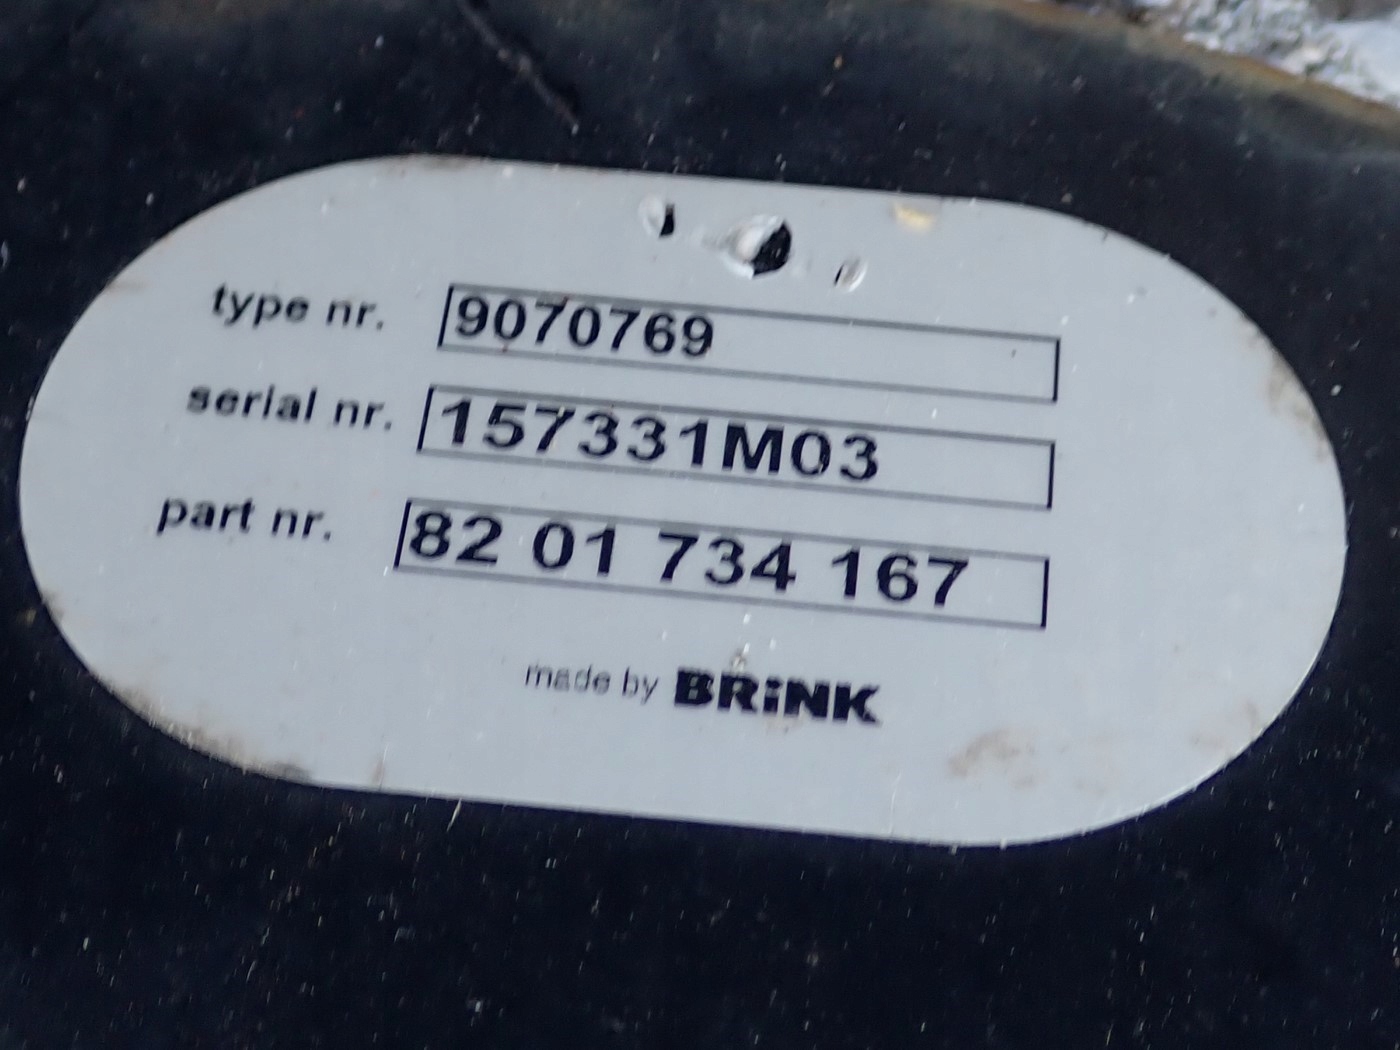 type nr. 9070769
serial nr. 157331M03
part nr. 82 01 734 167
made by BRiNK